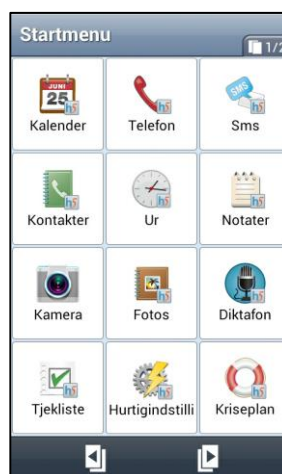 Startmenu
1/2
JUNI
25
Kalender
Telefon
SMS
Sms
Kontakter
Ur
Notater
Kamera
Fotos
Diktafon
Tjekliste
Hurtigindstilli
Kriseplan